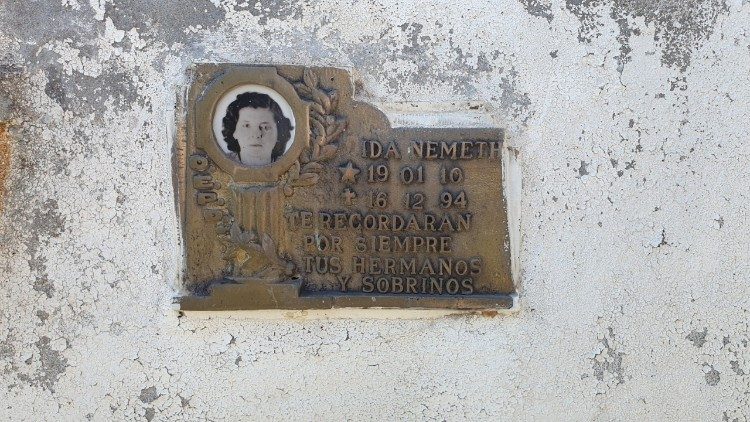 IDA NEMETH
★ 19 01 10
✝ 16 12 94
TE RECORDARAN
POR SIEMPRE
TUS HERMANOS
Y SOBRINOS